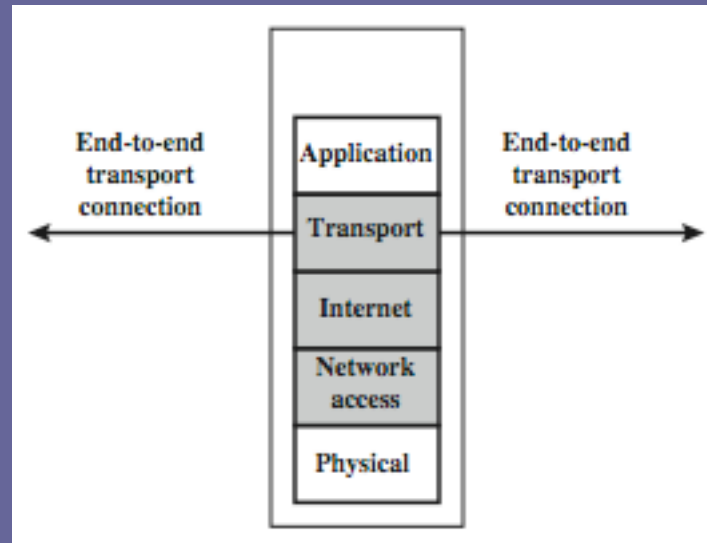 End-to-end
transport
connection
Application
Transport
Internet
Network
access
Physical
End-to-end
transport
connection